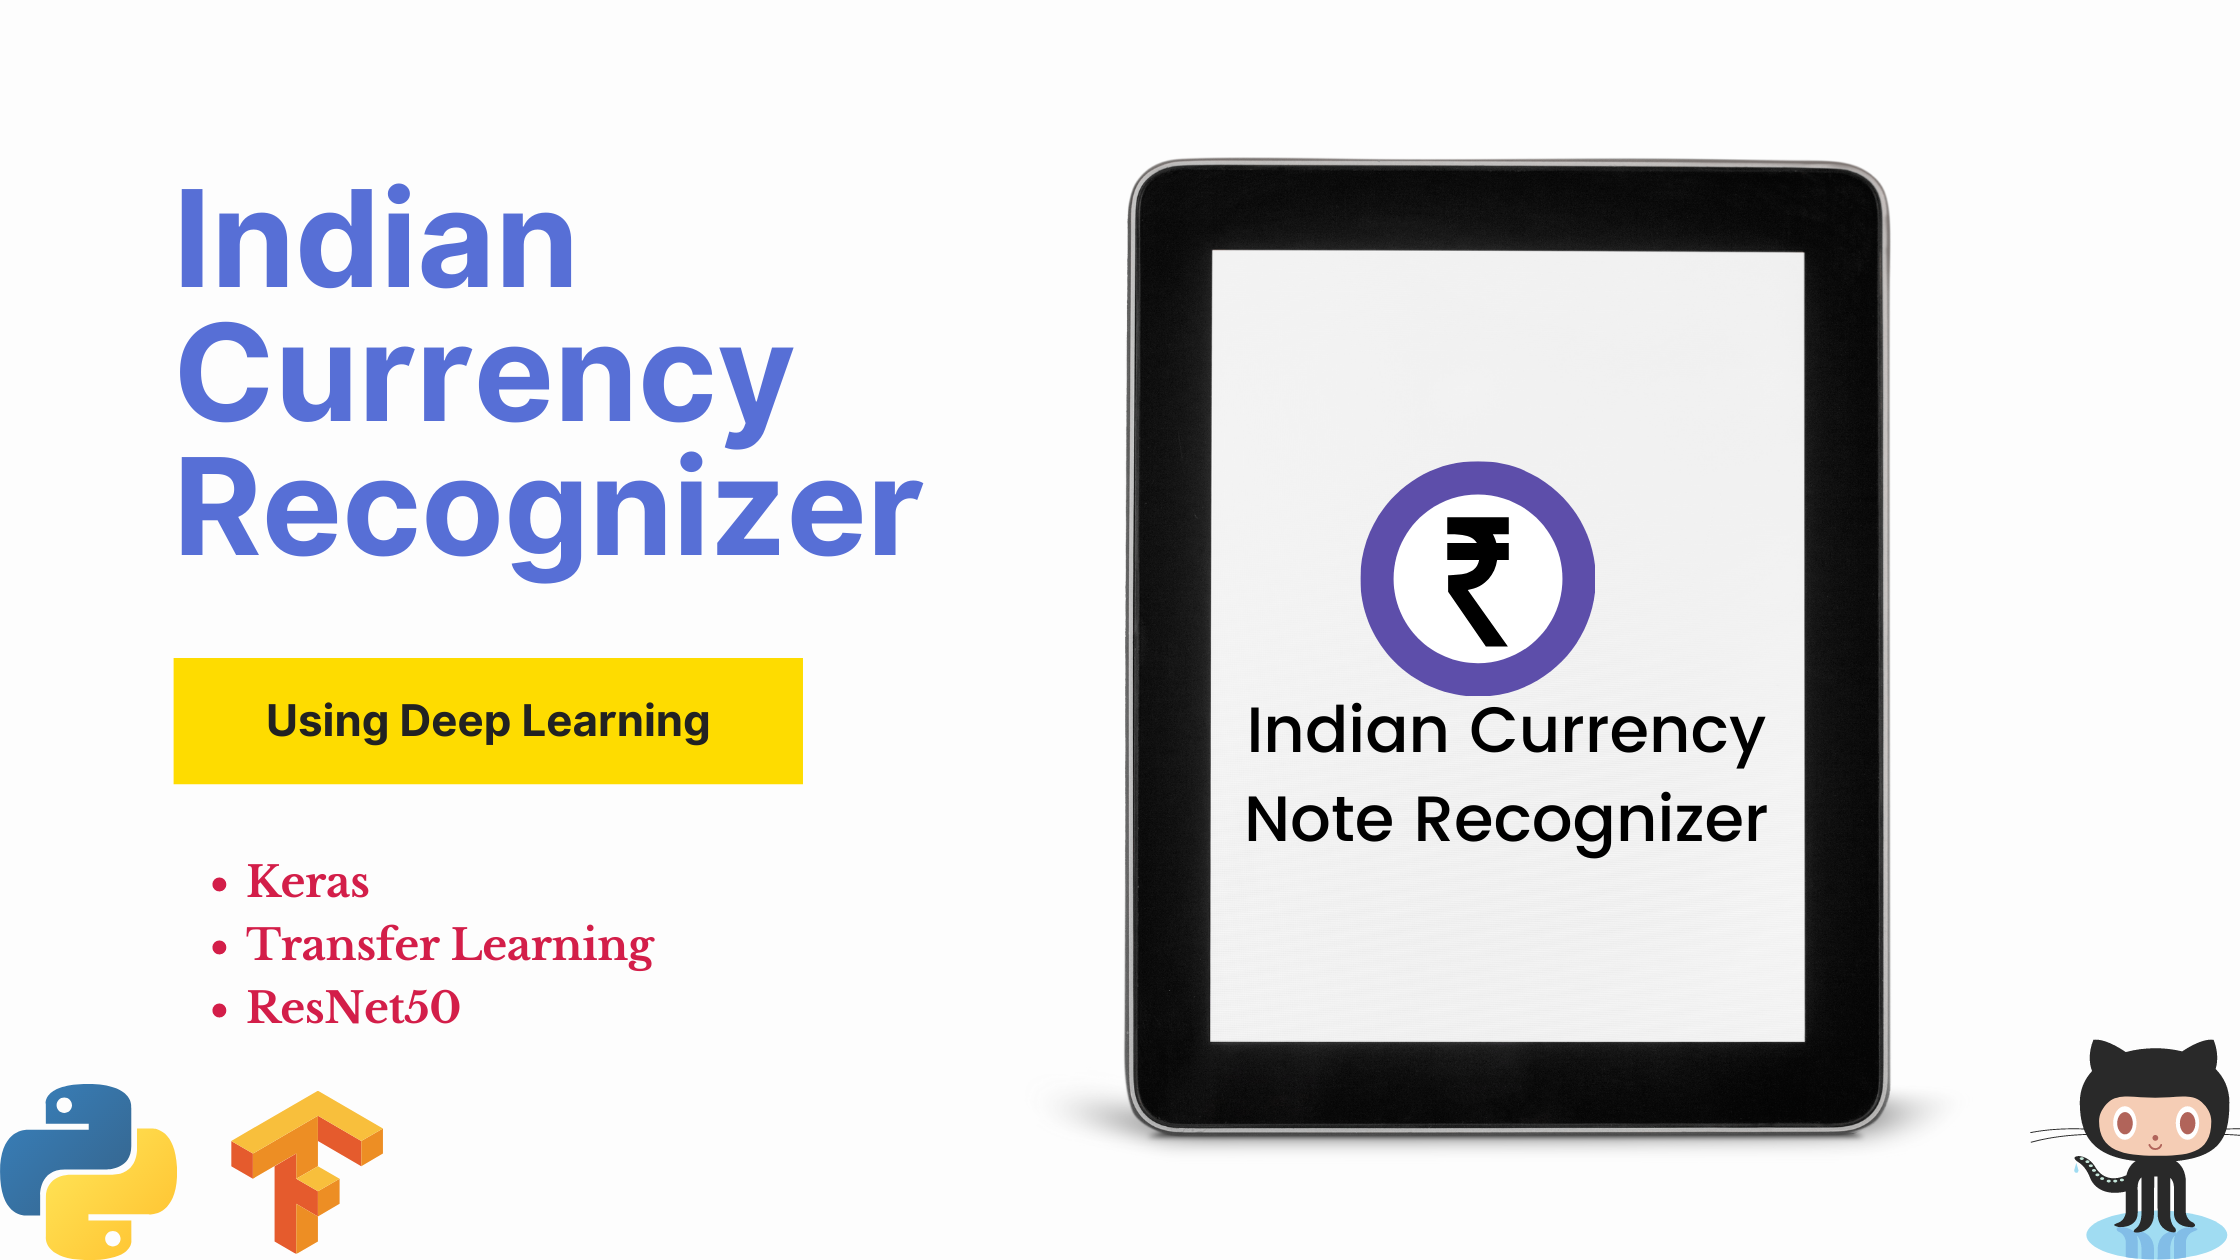 Indian
Currency
Recognizer
Using Deep Learning
• Keras
• Transfer Learning
• ResNet50
₹
Indian Currency
Note Recognizer